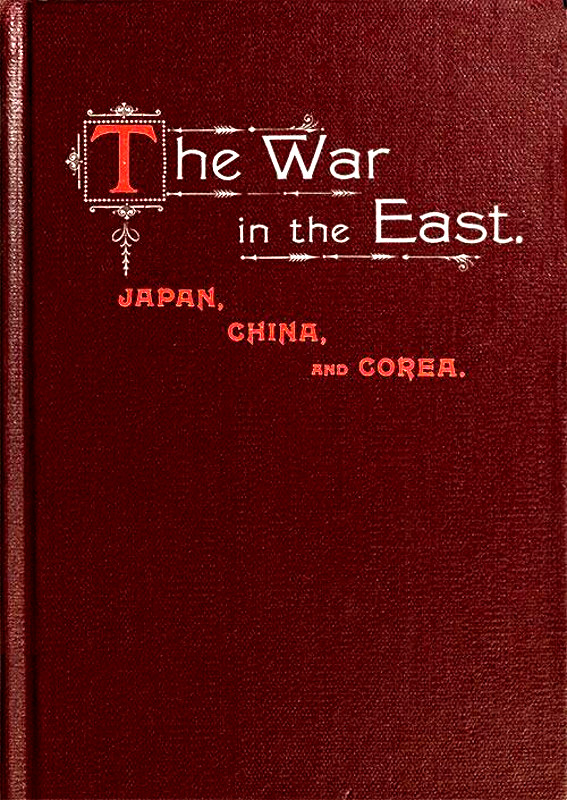 The War
in the East.
JAPAN,
CHINA,
AND COREA.